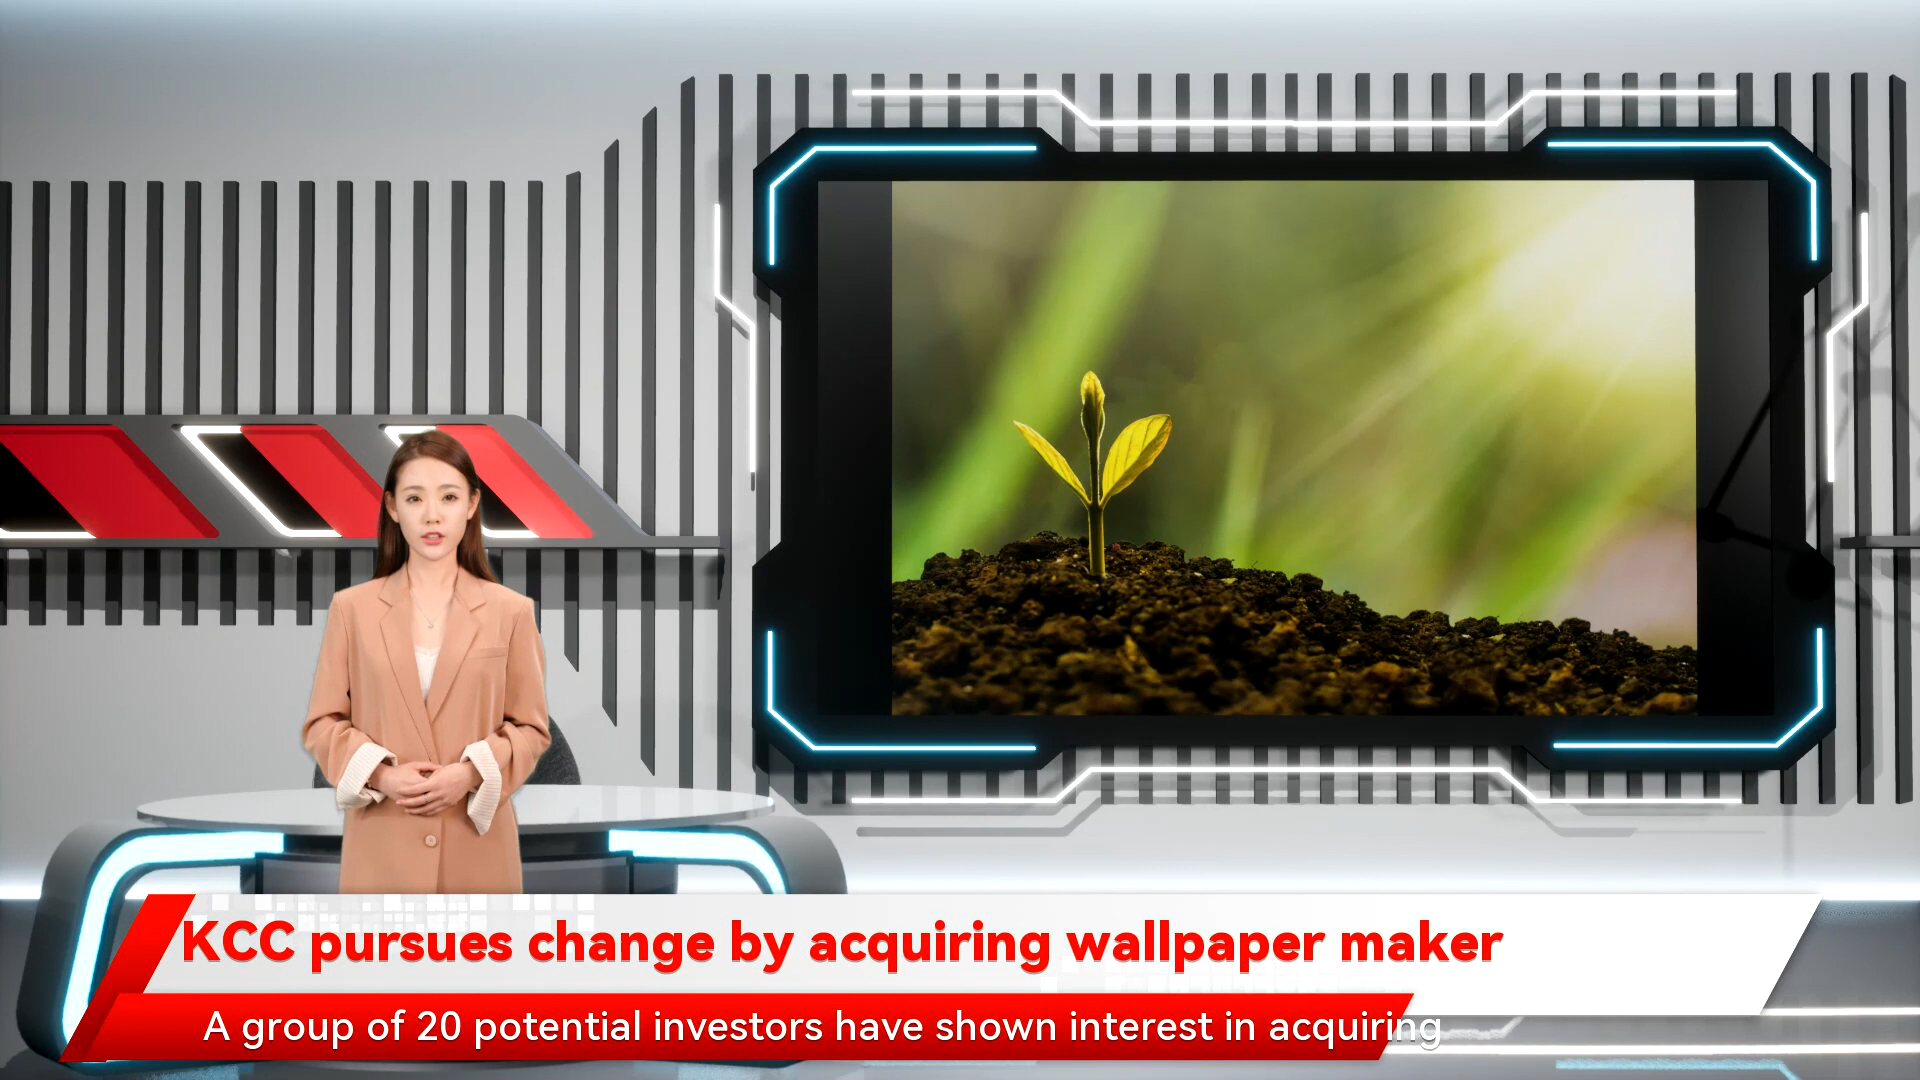 KCC pursues change by acquiring wallpaper maker
A group of 20 potential investors have shown interest in acquiring